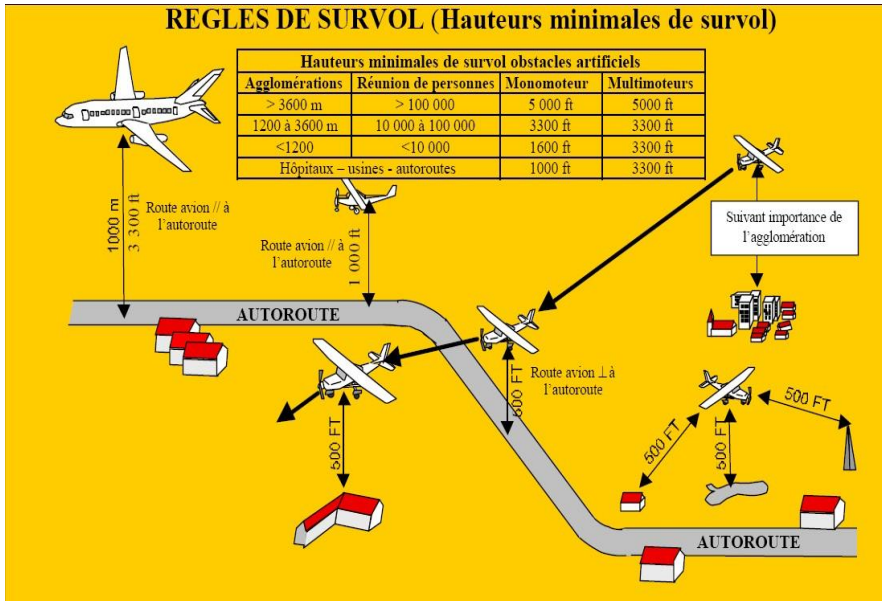 REGLES DE SURVOL (Hauteurs minimales de survol)
Hauteurs minimales de survol obstacles artificiels
Agglomérations Réunion de personnes Monomoteur Multimoteurs
> 3600 m > 100 000 5 000 ft 5000 ft
1200 à 3600 m 10 000 à 100 000 3300 ft 3300 ft
<1200 <10 000 1600 ft 3300 ft
Hôpitaux – usines - autoroutes 1000 ft 3300 ft
1000 m
3 300 ft
Route avion // à
l'autoroute
Route avion // à
l'autoroute
1 000 ft
Suivant importance de
l'agglomération
AUTOROUTE
Route avion ⊥ à
l'autoroute
500 FT
500 FT
500 FT
500 FT
500 FT
AUTOROUTE